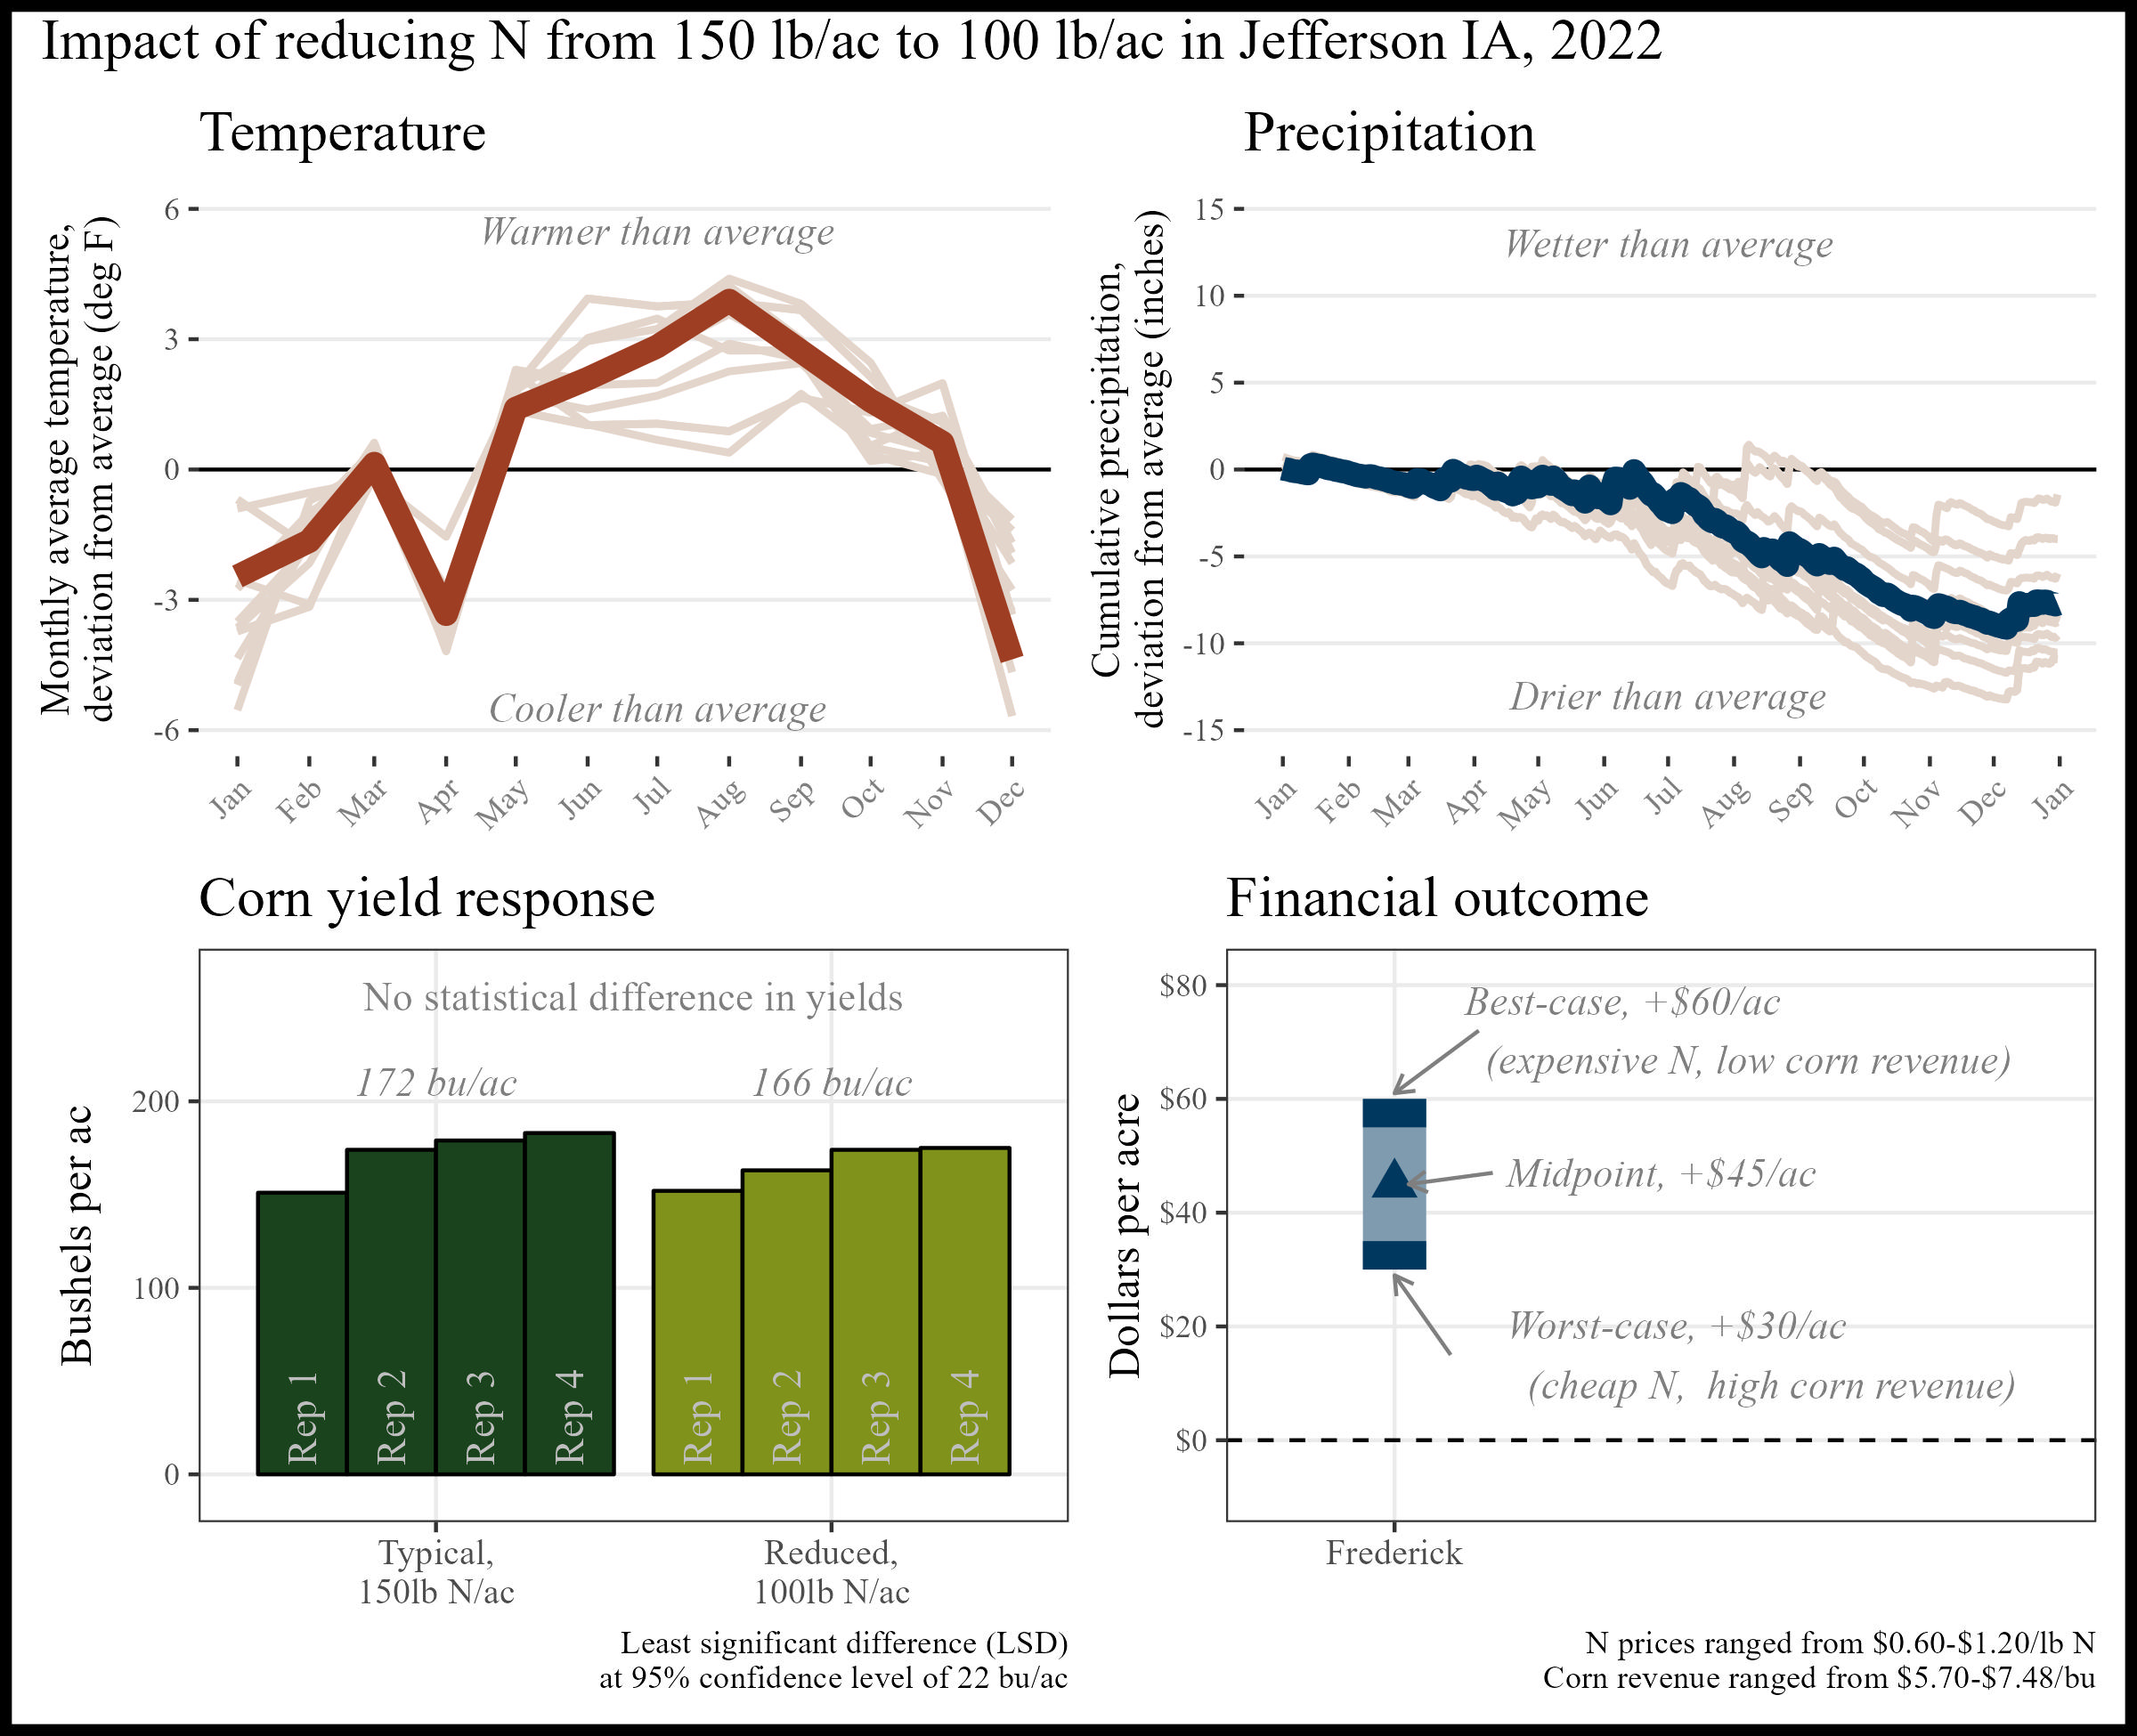 Impact of reducing N from 150 lb/ac to 100 lb/ac in Jefferson IA, 2022
Temperature
Monthly average temperature,
deviation from average (deg F)
6
3
0
-3
-6
Warmer than average
Cooler than average
Jan
Feb
Mar
Apr
May
Jun
Jul
Aug
Sep
Oct
Nov
Dec
Precipitation
Cumulative precipitation,
deviation from average (inches)
15
10
5
0
-5
-10
-15
Wetter than average
Drier than average
Jan
Feb
Mar
Apr
May
Jun
Jul
Aug
Sep
Oct
Nov
Dec
Jan
Corn yield response
Bushels per ac
200
100
0
No statistical difference in yields
172 bu/ac
166 bu/ac
Rep 1
Rep 2
Rep 3
Rep 4
Rep 1
Rep 2
Rep 3
Rep 4
Typical,
150lb N/ac
Reduced,
100lb N/ac
Least significant difference (LSD)
at 95% confidence level of 22 bu/ac
Financial outcome
Dollars per acre
$80
$60
$40
$20
$0
Best-case, +$60/ac
(expensive N, low corn revenue)
Midpoint, +$45/ac
Worst-case, +$30/ac
(cheap N,  high corn revenue)
Frederick
N prices ranged from $0.60-$1.20/lb N
Corn revenue ranged from $5.70-$7.48/bu